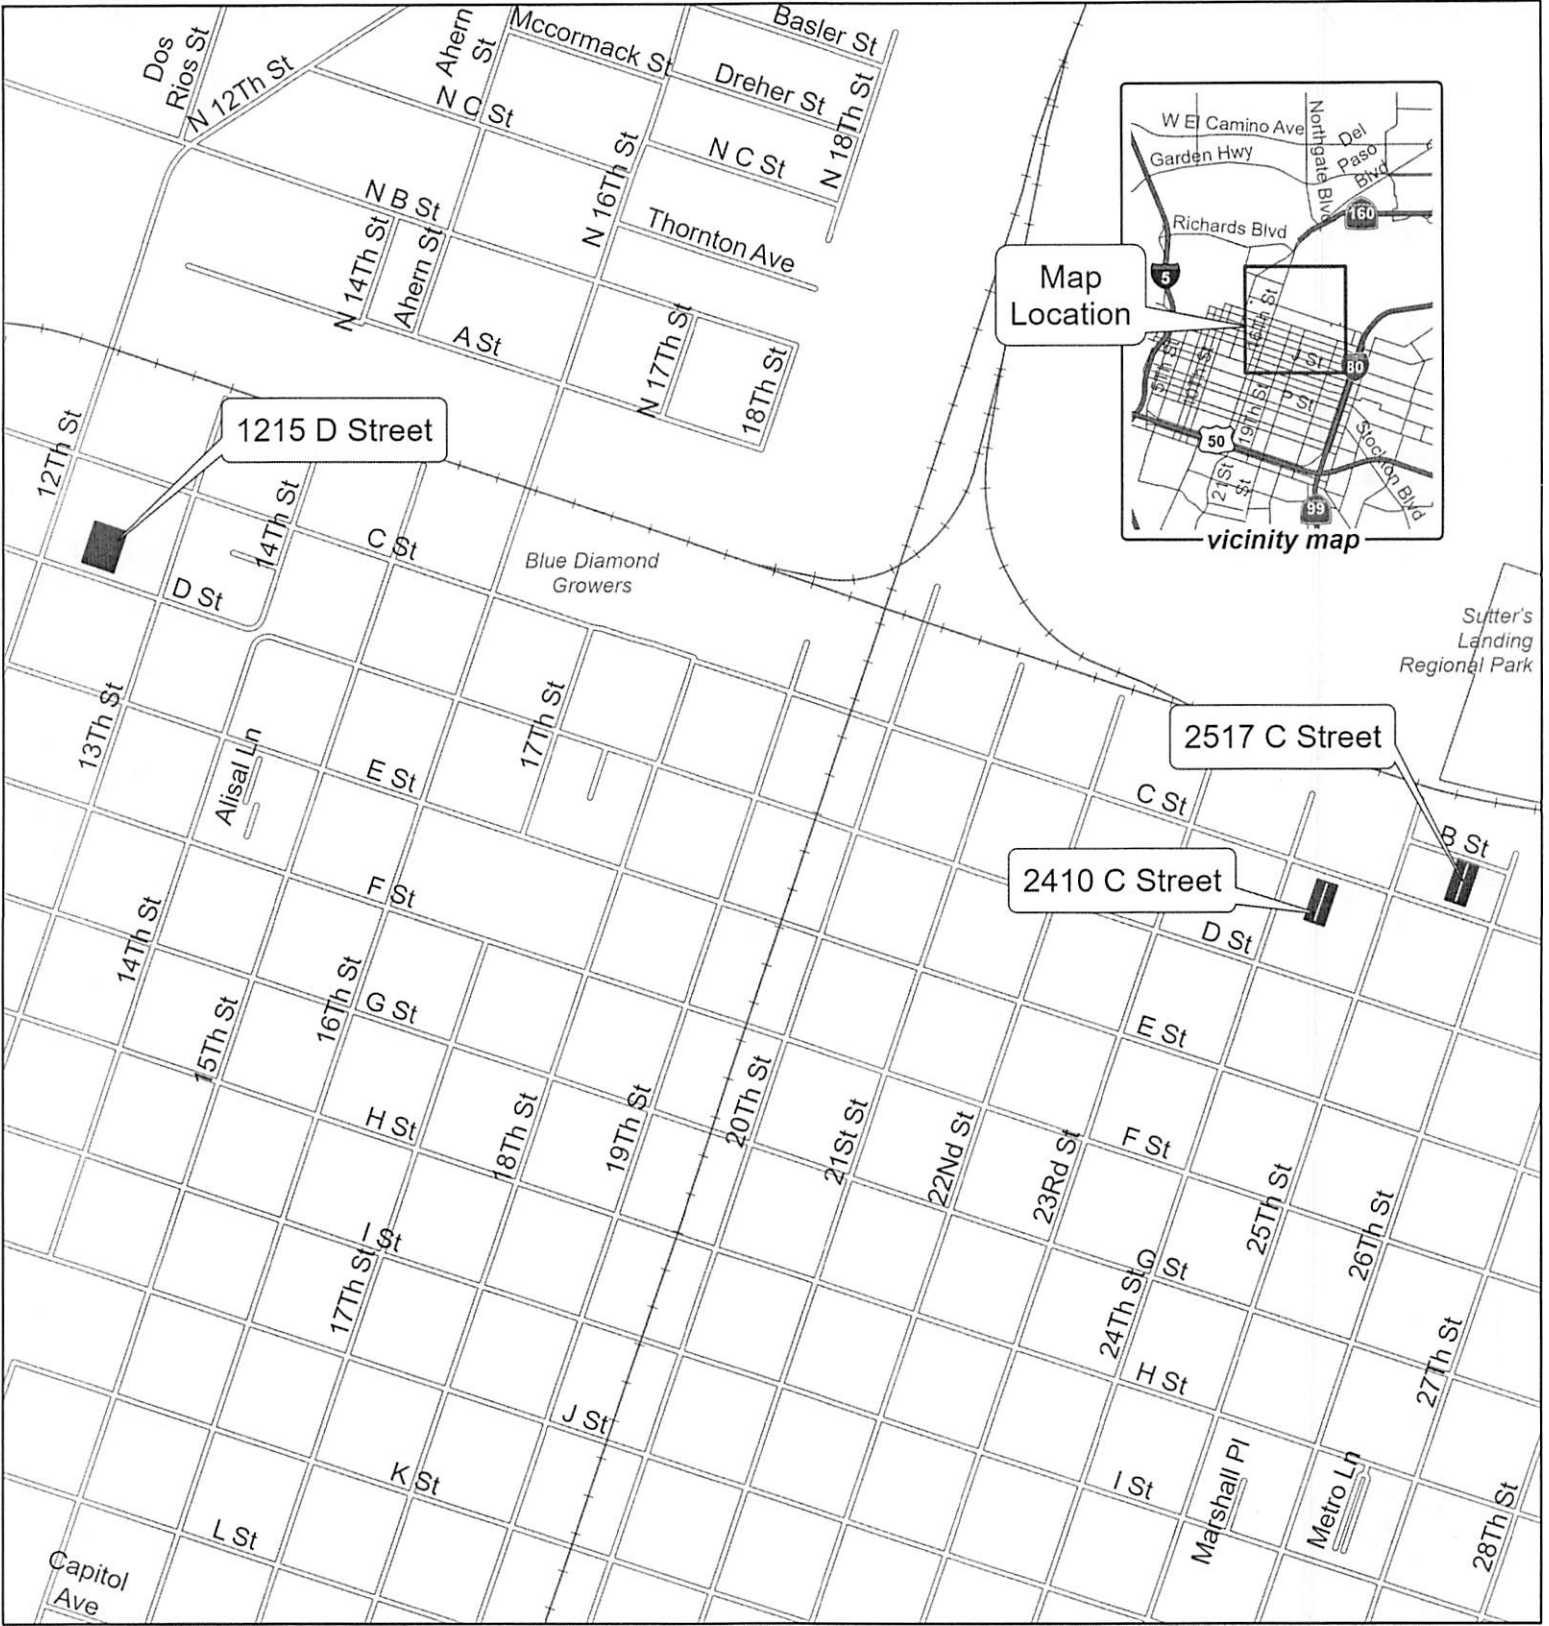 Dos
Rios St
N 12Th St
Ahern
St
Mccormack St
Basler St
Dreher St
N 18Th St
N C St
N C St
N 16Th St
N B St
Thornton Ave
N 14Th St
Ahern St
A St
N 17Th St
18Th St
W El Camino Ave
Northgate Blvd
Del
Paso
Blvd
Garden Hwy
160
Richards Blvd
5
Map
Location
16Th St
J St
80
5Th St
10Th St
P St
19Th St
50
Stockton Blvd
21St
St
99
vicinity map
12Th St
1215 D Street
14Th St
C St
D St
Blue Diamond
Growers
Sutter's
Landing
Regional Park
13Th St
17Th St
2517 C Street
Alisal Ln
E St
C St
B St
2410 C Street
F St
D St
14Th St
16Th St
G St
15Th St
E St
H St
18Th St
19Th St
20Th St
21St St
22Nd St
23Rd St
F St
25Th St
26Th St
I St
17Th St
G St
24Th St
H St
27Th St
J St
K St
I St
Marshall Pl
Metro Ln
28Th St
L St
Capitol
Ave